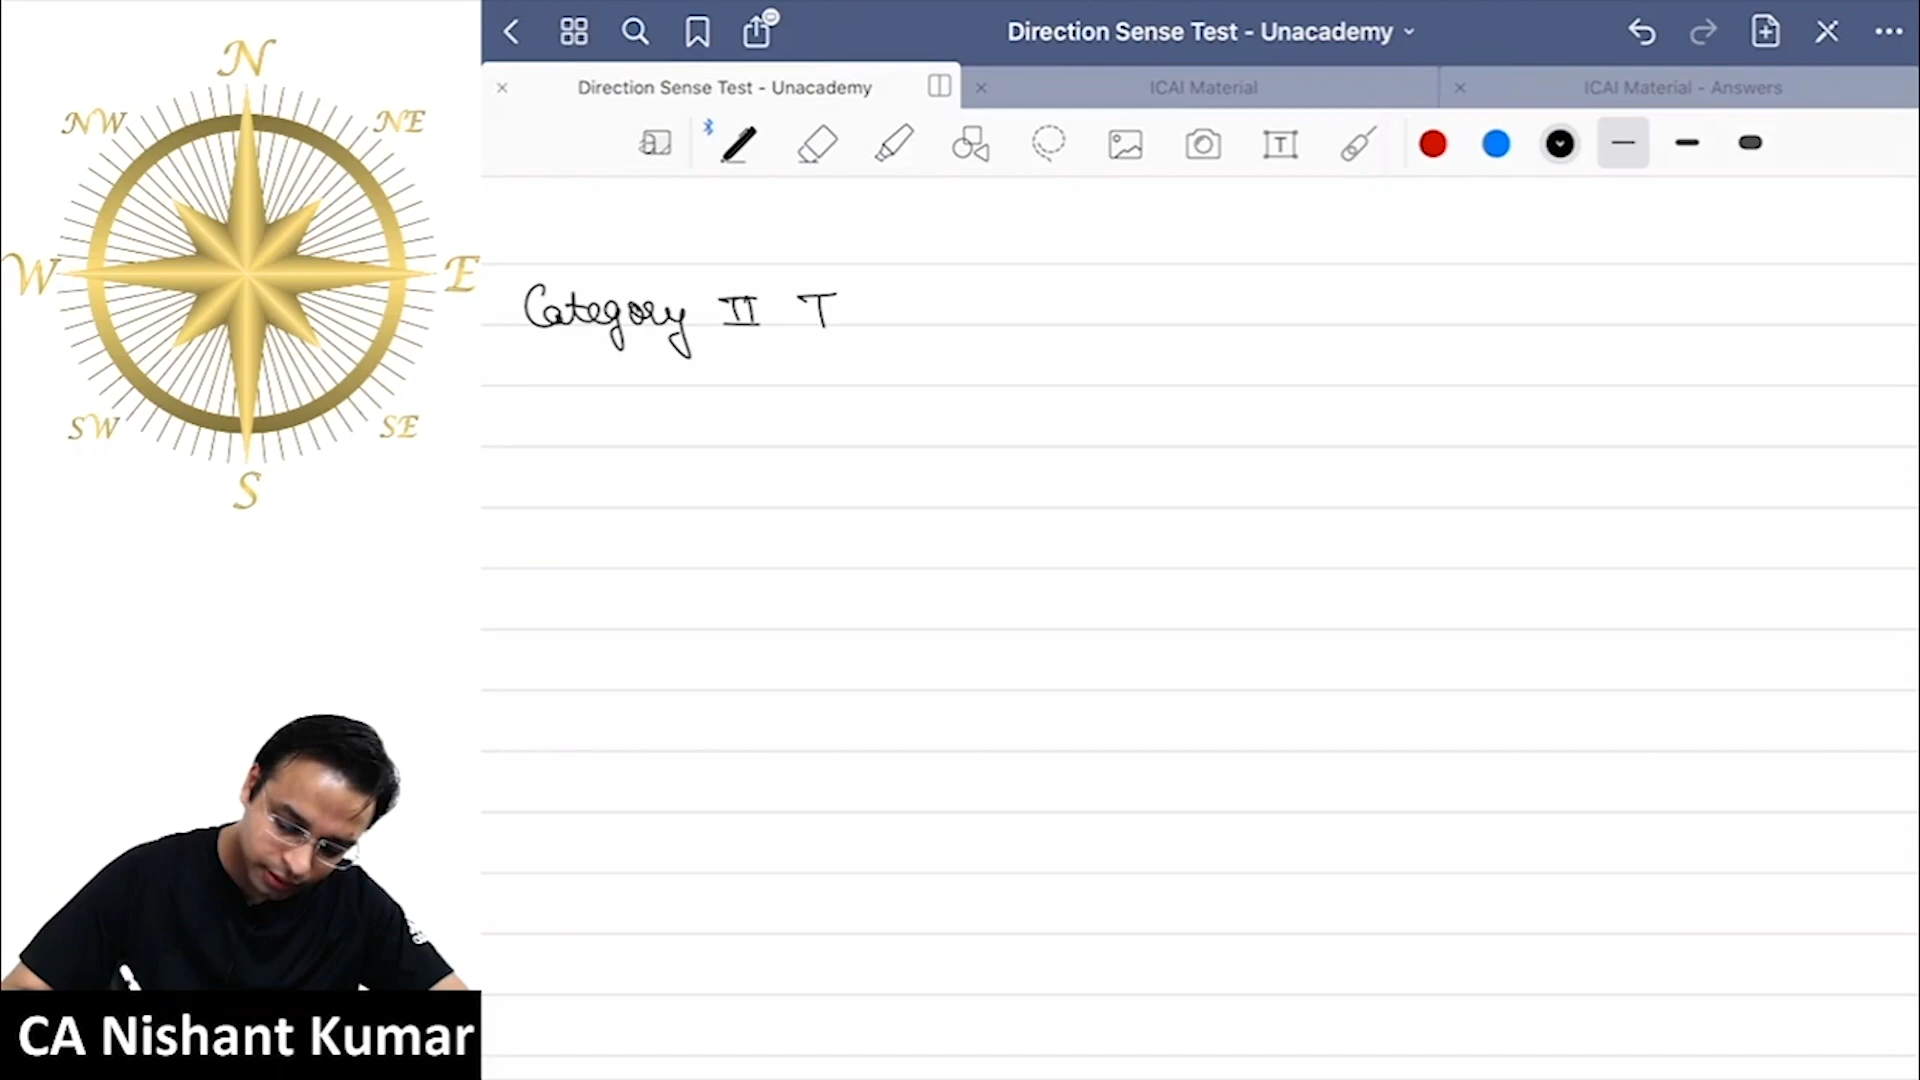 N
NW NE
W E
SW SE
S
Direction Sense Test - Unacademy
Direction Sense Test - Unacademy
ICAI Material
ICAI Material - Answers
a
T
Category II T
CA Nishant Kumar